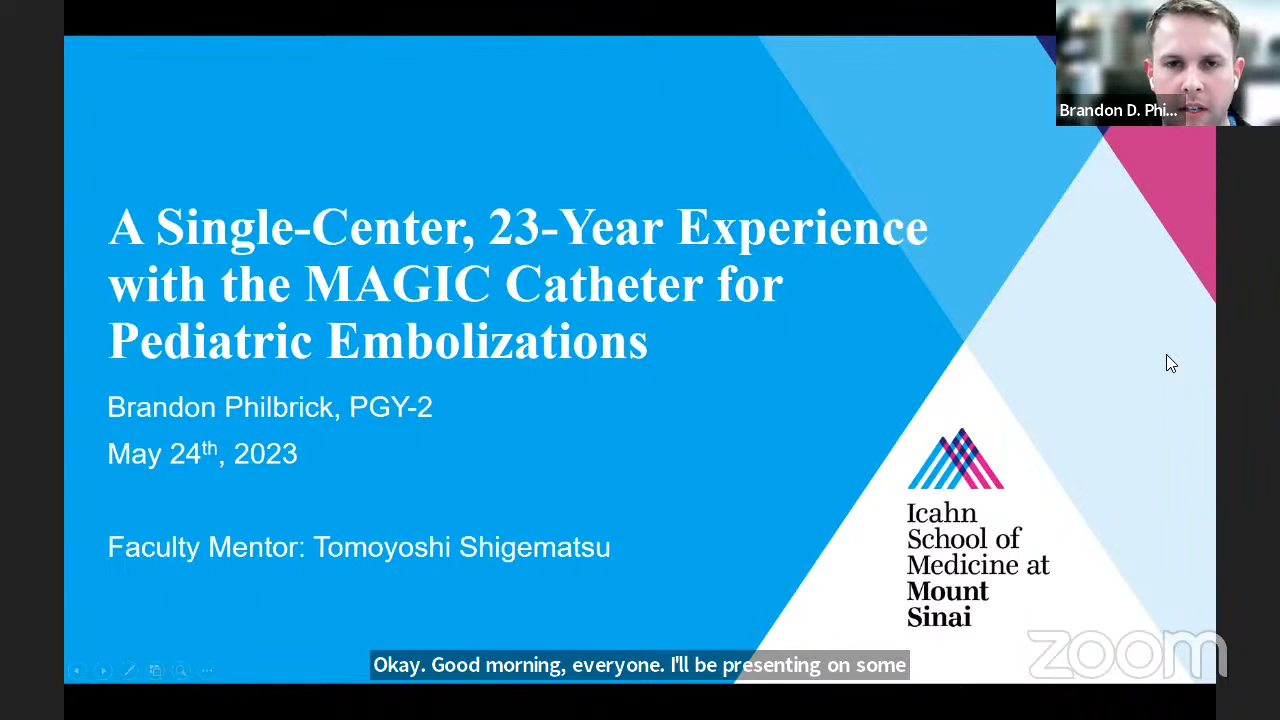 Brandon D. Phi...
A Single-Center, 23-Year Experience
with the MAGIC Catheter for
Pediatric Embolizations
Brandon Philbrick, PGY-2
May 24th, 2023
Faculty Mentor: Tomoyoshi Shigematsu
Icahn
School of
Medicine at
Mount
Sinai
zoom
Okay. Good morning, everyone. I'll be presenting on some